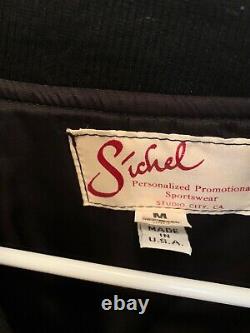 Sichel
Personalized Promotional
Sportswear
STUDIO CITY, CA.
M
MADE
IN
U.S.A.